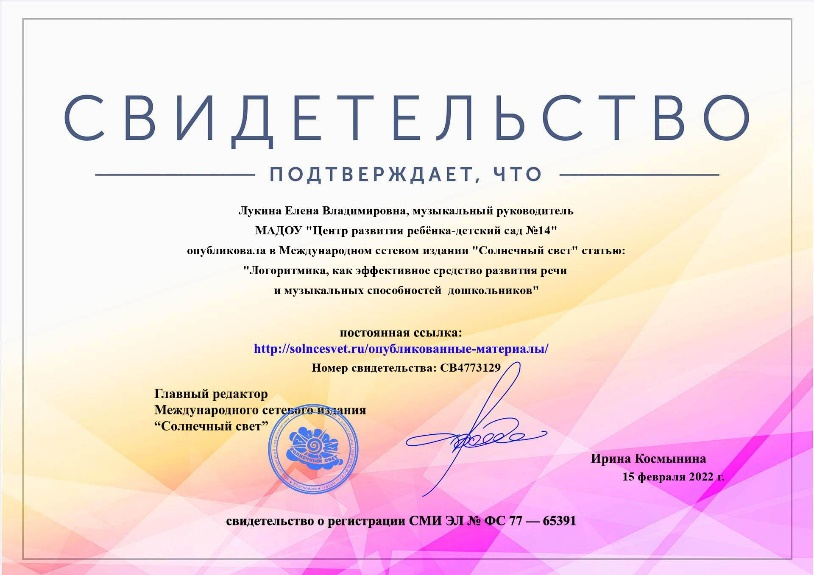 СВИДЕТЕЛЬСТВО
ПОДТВЕРЖДАЕТ, ЧТО
Лукина Елена Владимировна, музыкальный руководитель
МАДОУ "Центр развития ребёнка-детский сад №14"
опубликовала в Международном сетевом издании "Солнечный свет" статью:
"Логоритмика, как эффективное средство развития речи
и музыкальных способностей дошкольников"
постоянная ссылка:
http://solncesvet.ru/опубликованные-материалы/
Номер свидетельства: СВ4773129
Главный редактор
Международного сетевого издания
“Солнечный свет”
Ирина Космынина
15 февраля 2022 г.
свидетельство о регистрации СМИ ЭЛ № ФС 77 — 65391